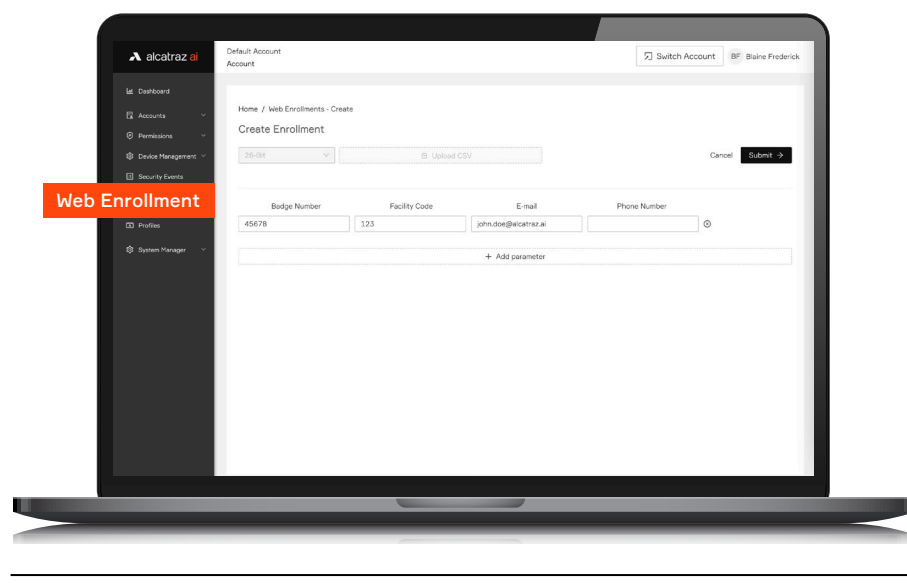 alcatraz ai
Default Account
Account
Switch Account
BF
Blaine Frederick
Dashboard
Accounts
Permissions
Device Management
Security Events
Web Enrollment
Profiles
System Manager
Home / Web Enrollments - Create
Create Enrollment
26-Bit
Upload CSV
Cancel
Submit →
Badge Number
Facility Code
E-mail
Phone Number
45678
123
john.doe@alcatraz.ai
+ Add parameter